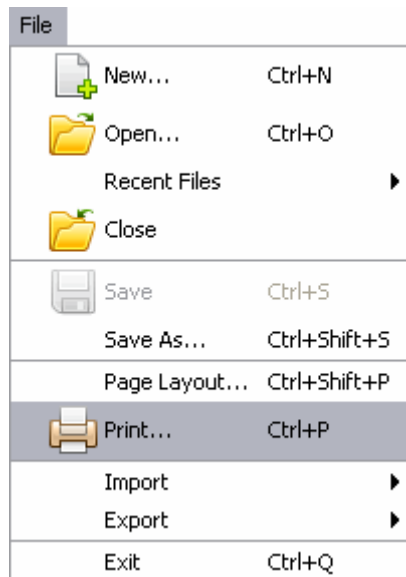 File
New... Ctrl+N
Open... Ctrl+O
Recent Files
Close
Save Ctrl+S
Save As... Ctrl+Shift+S
Page Layout... Ctrl+Shift+P
Print... Ctrl+P
Import
Export
Exit Ctrl+Q